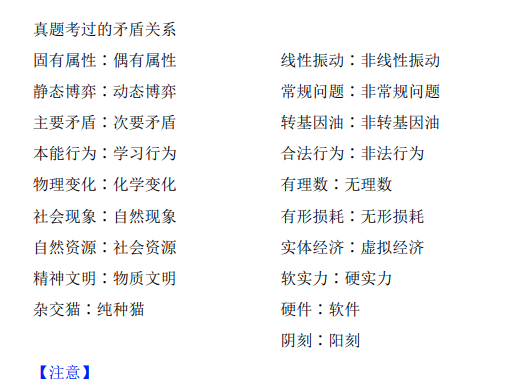 真题考过的矛盾关系
固有属性：偶有属性 线性振动：非线性振动
静态博弈：动态博弈 常规问题：非常规问题
主要矛盾：次要矛盾 转基因油：非转基因油
本能行为：学习行为 合法行为：非法行为
物理变化：化学变化 有理数：无理数
社会现象：自然现象 有形损耗：无形损耗
自然资源：社会资源 实体经济：虚拟经济
精神文明：物质文明 软实力：硬实力
杂交猫：纯种猫 硬件：软件
阴刻：阳刻
【注意】